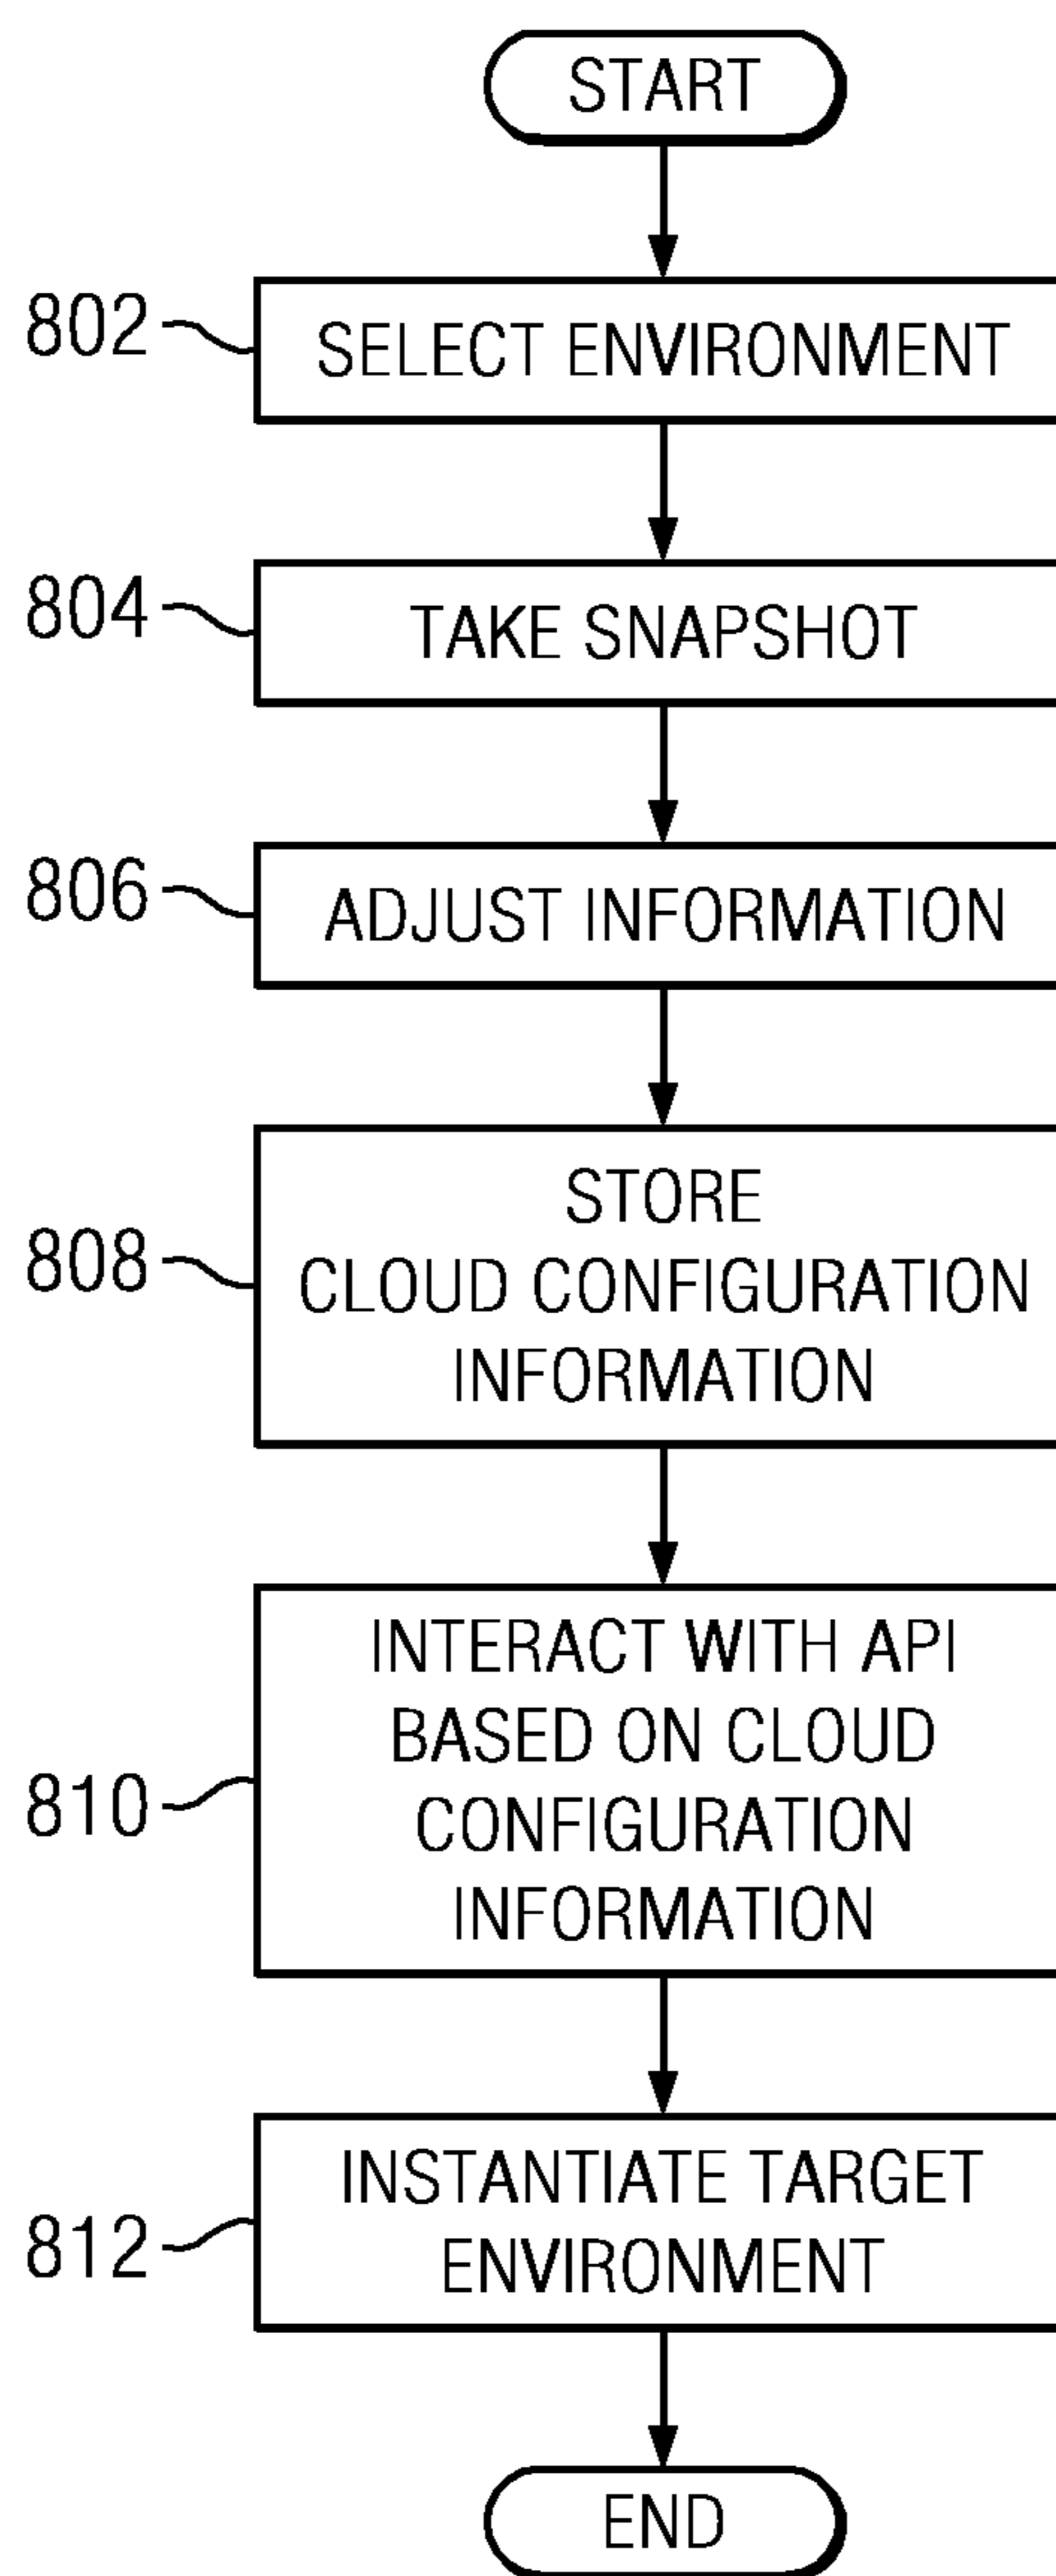 START
802
SELECT ENVIRONMENT
804
TAKE SNAPSHOT
806
ADJUST INFORMATION
808
STORE
CLOUD CONFIGURATION
INFORMATION
810
INTERACT WITH API
BASED ON CLOUD
CONFIGURATION
INFORMATION
812
INSTANTIATE TARGET
ENVIRONMENT
END